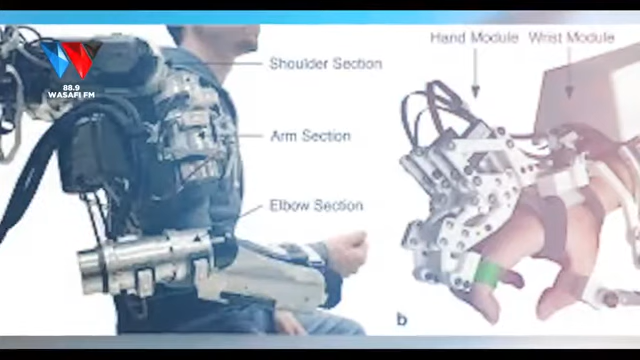 W
88.9
WASAFI FM
Shoulder Section
Arm Section
Elbow Section
Hand Module Wrist Module
b